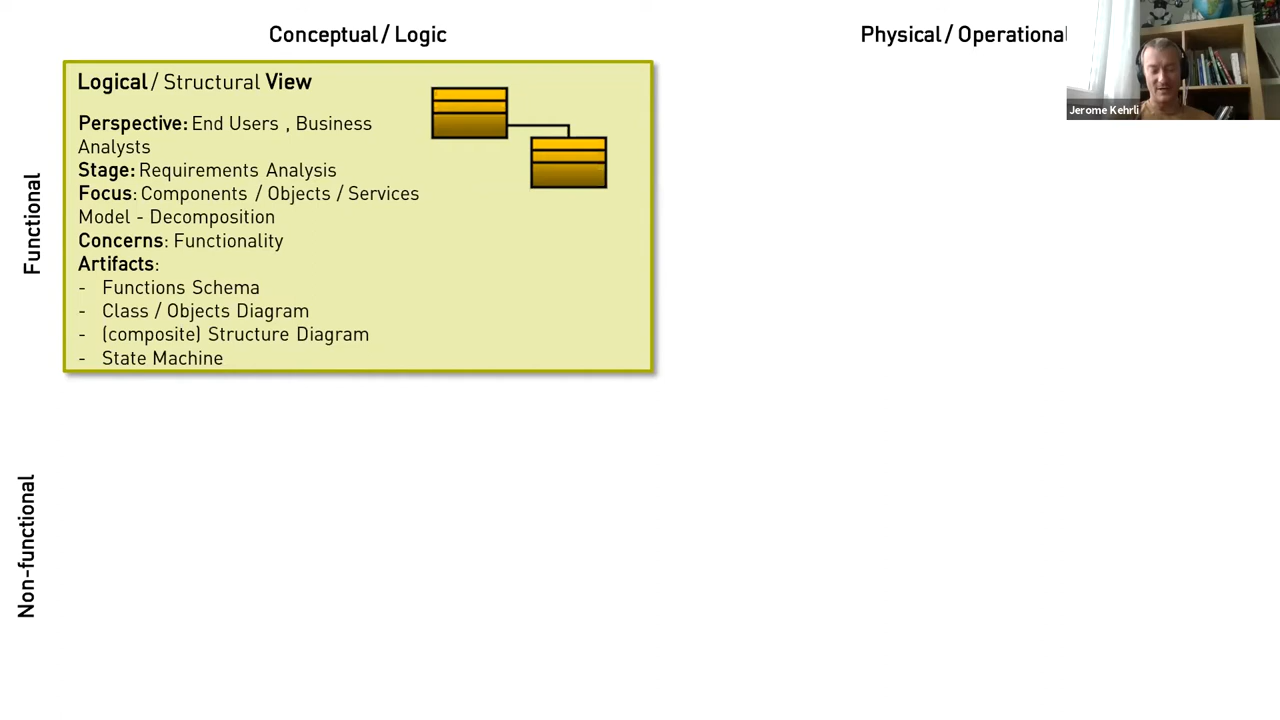 Conceptual / Logic
Physical / Operational
Jerome Kehrli
Functional
Logical / Structural View
Perspective: End Users , Business
Analysts
Stage: Requirements Analysis
Focus: Components / Objects / Services
Model - Decomposition
Concerns: Functionality
Artifacts:
- Functions Schema
- Class / Objects Diagram
- (composite) Structure Diagram
- State Machine
Non-functional